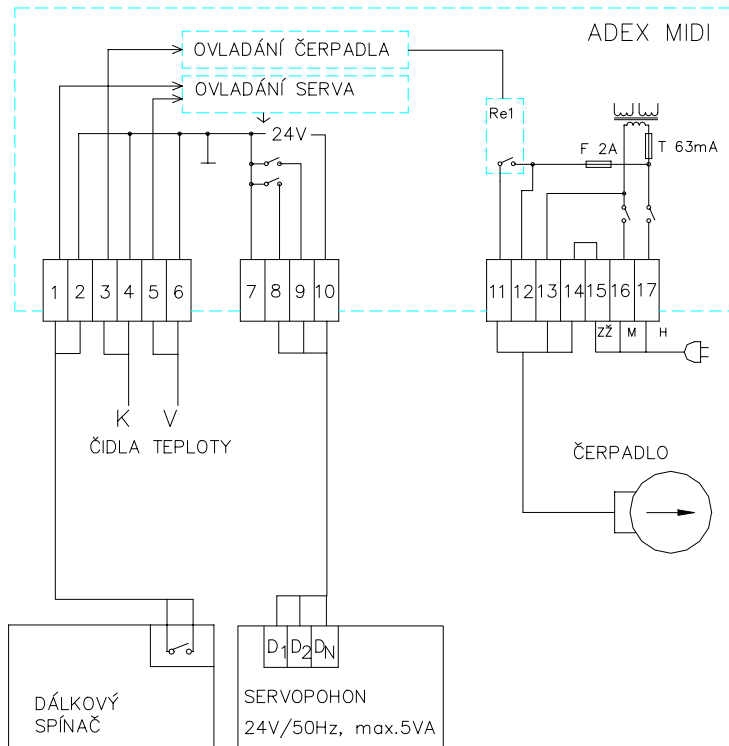 ADEX MIDI
OVLADÁNÍ ČERPADLA
OVLADÁNÍ SERVA
24V
Re1
F 2A
T 63mA
1 2 3 4 5 6
7 8 9 10
11 12 13 14 15 16 17
ZŽ M H
K V
ČIDLA TEPLOTY
ČERPADLO
D1 D2 DN
DÁLKOVÝ
SPÍNAČ
SERVOPOHON
24V/50Hz, max.5VA